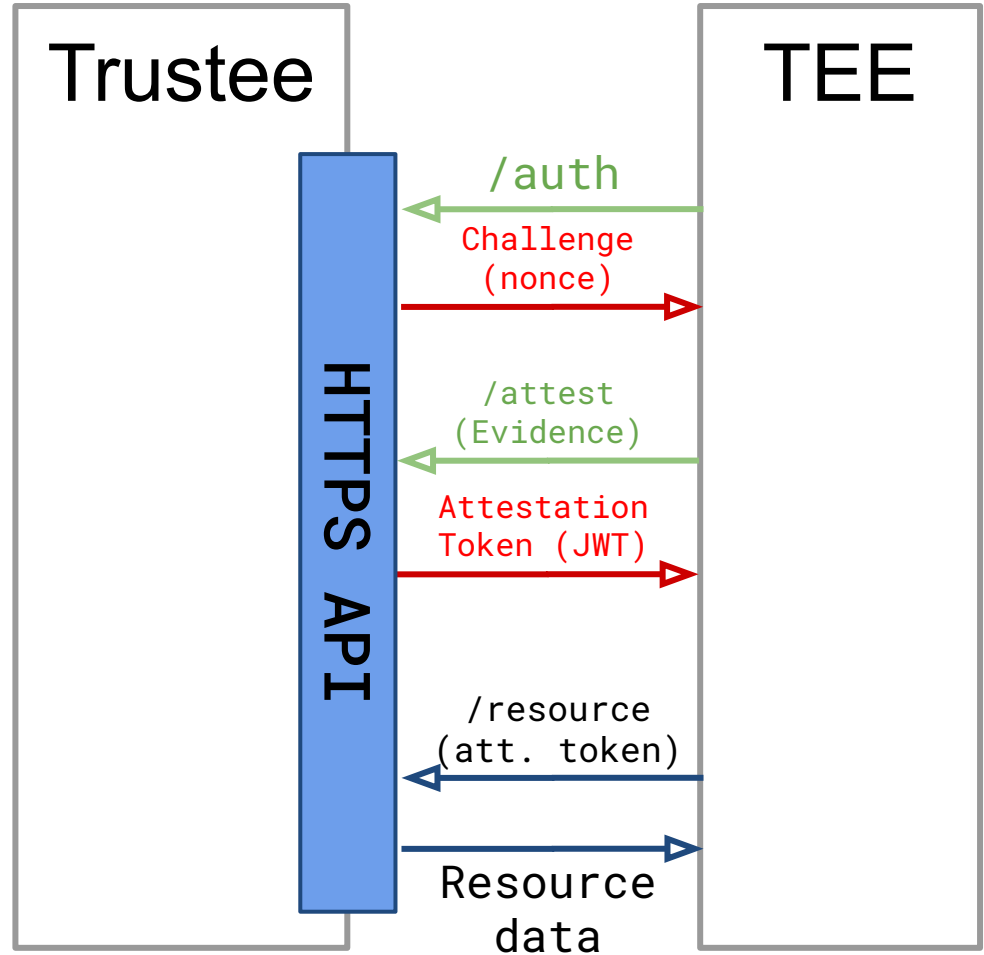 Trustee
TEE
/auth
Challenge
(nonce)
/attest
(Evidence)
HTTPS API
Attestation
Token (JWT)
/resource
(att. token)
Resource
data